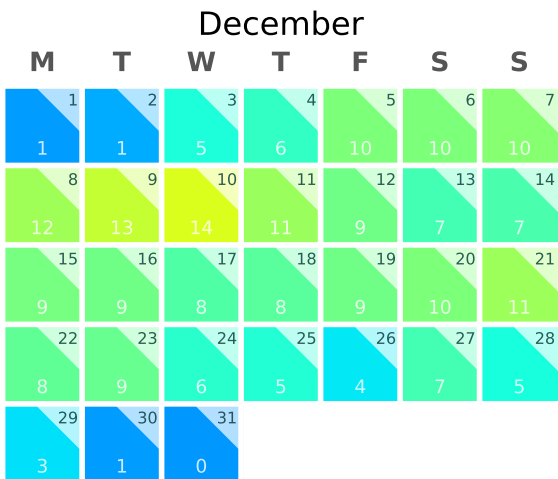 December
M T W T F S S
1 2 3 4 5 6 7
1 1 5 6 10 10 10
8 9 10 11 12 13 14
12 13 14 11 9 7 7
15 16 17 18 19 20 21
9 9 8 8 9 10 11
22 23 24 25 26 27 28
8 9 6 5 4 7 5
29 30 31
3 1 0